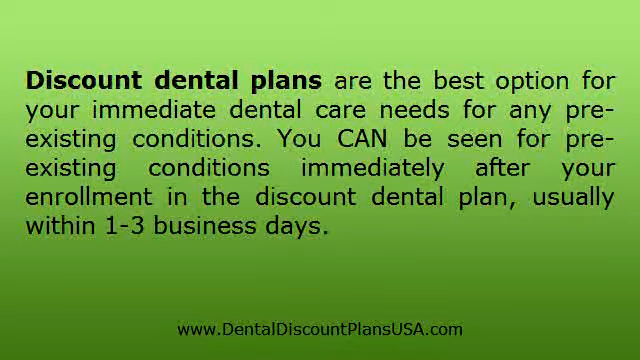 Discount dental plans are the best option for
your immediate dental care needs for any pre-
existing conditions. You CAN be seen for pre-
existing conditions immediately after your
enrollment in the discount dental plan, usually
within 1-3 business days.
www.DentalDiscountPlansUSA.com